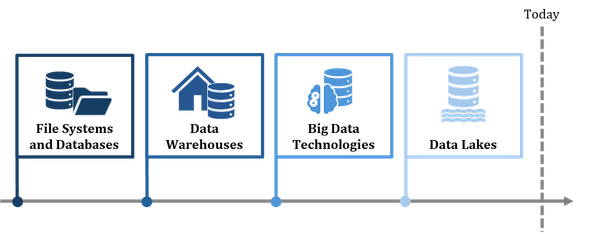 Today
File Systems
and Databases
Data
Warehouses
Big Data
Technologies
Data Lakes